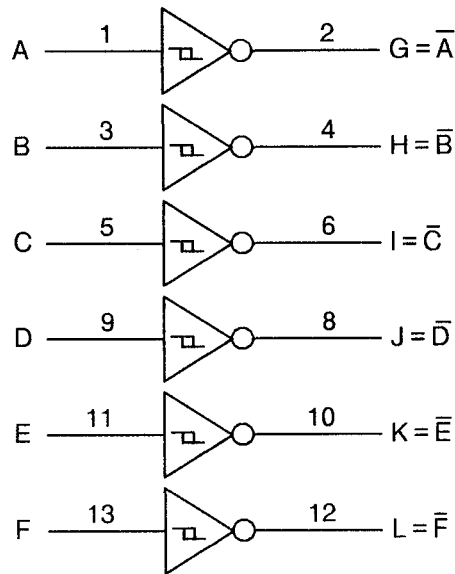 A 1 2 G = A̅
B 3 4 H = B̅
C 5 6 I = C̅
D 9 8 J = D̅
E 11 10 K = E̅
F 13 12 L = F̅